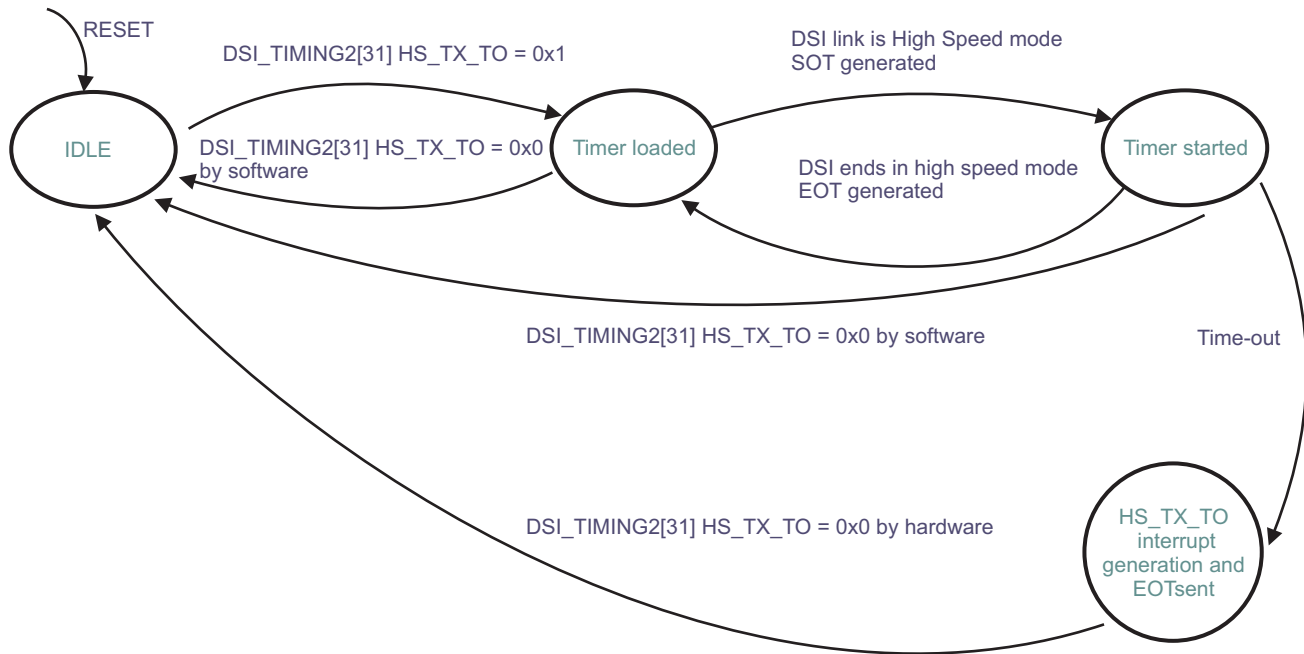 RESET
DSI_TIMING2[31] HS_TX_TO = 0x1
DSI link is High Speed mode
SOT generated
IDLE
DSI_TIMING2[31] HS_TX_TO = 0x0
by software
Timer loaded
DSI ends in high speed mode
EOT generated
Timer started
DSI_TIMING2[31] HS_TX_TO = 0x0 by software
Time-out
DSI_TIMING2[31] HS_TX_TO = 0x0 by hardware
HS_TX_TO
interrupt
generation and
EOTsent